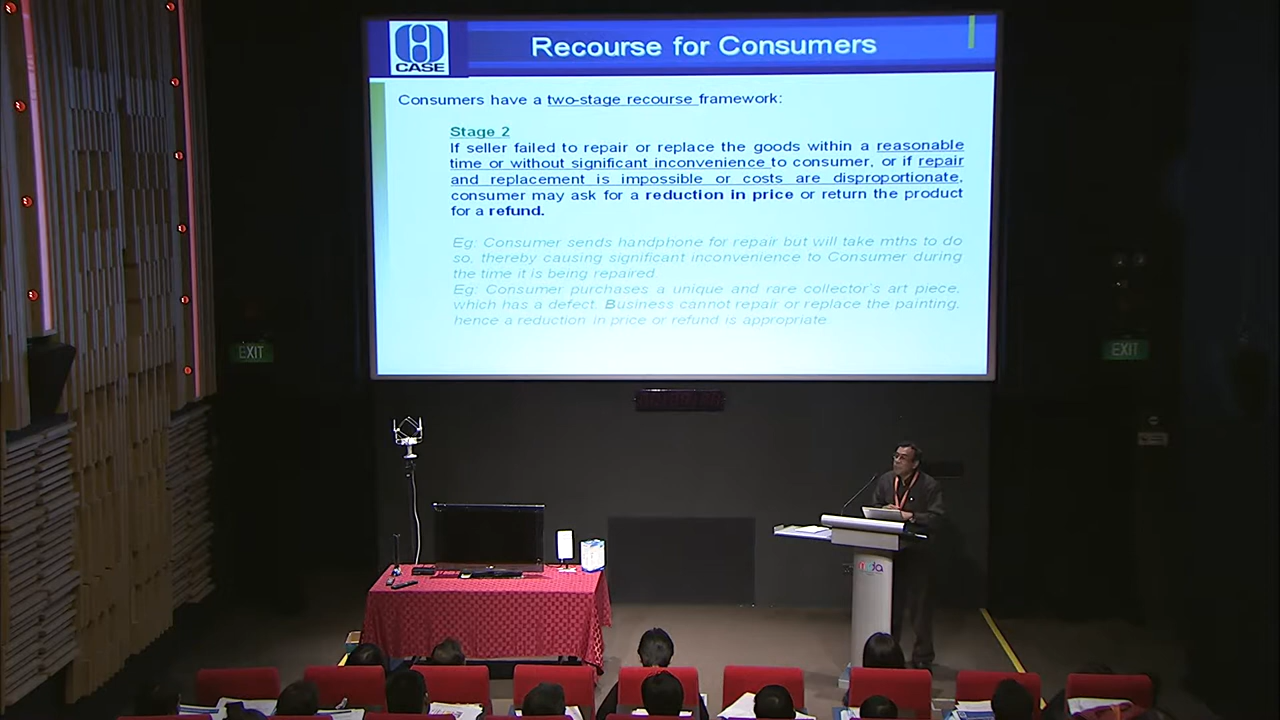 CASE
Recourse for Consumers
Consumers have a two-stage recourse framework:
Stage 2
If seller failed to repair or replace the goods within a reasonable
time or without significant inconvenience to consumer, or if repair
and replacement is impossible or costs are disproportionate,
consumer may ask for a reduction in price or return the product
for a refund.
Eg: Consumer sends handphone for repair but will take mths to do
so, thereby causing significant inconvenience to Consumer during
the time it is being repaired.
Eg: Consumer purchases a unique and rare collector's art piece,
which has a defect. Business cannot repair or replace the painting,
hence a reduction in price or refund is appropriate.
EXIT
EXIT
mda